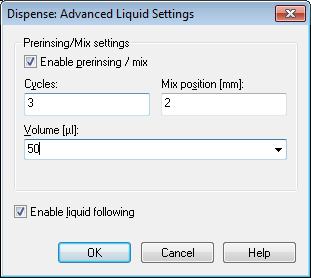 Dispense: Advanced Liquid Settings
Prerinsing/Mix settings
Enable prerinsing / mix
Cycles: Mix position [mm]:
3 2
Volume [µl]:
50
Enable liquid following
OK Cancel Help